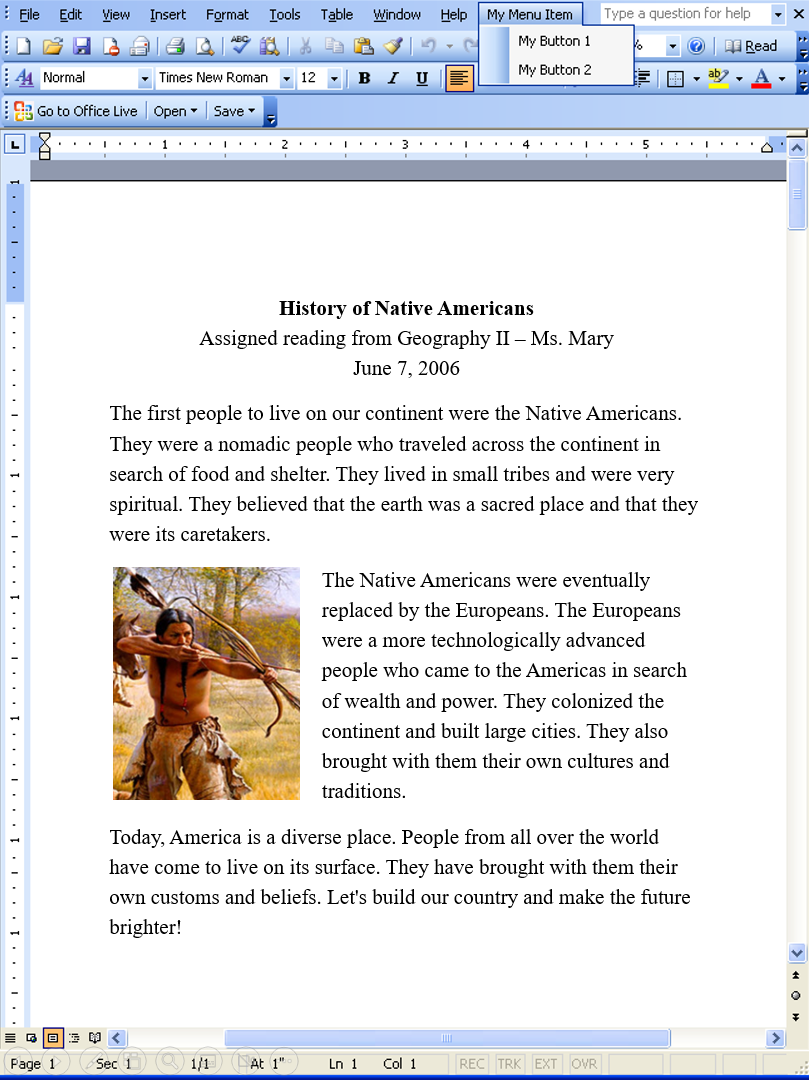 File Edit View Insert Format Tools Table Window Help My Menu Item Type a question for help
My Button 1
% Read
My Button 2
Normal Times New Roman 12 B I U
Go to Office Live Open Save
1 2 3 4 5
History of Native Americans
Assigned reading from Geography II – Ms. Mary
June 7, 2006
The first people to live on our continent were the Native Americans.
They were a nomadic people who traveled across the continent in
search of food and shelter. They lived in small tribes and were very
spiritual. They believed that the earth was a sacred place and that they
were its caretakers.
The Native Americans were eventually
replaced by the Europeans. The Europeans
were a more technologically advanced
people who came to the Americas in search
of wealth and power. They colonized the
continent and built large cities. They also
brought with them their own cultures and
traditions.
Today, America is a diverse place. People from all over the world
have come to live on its surface. They have brought with them their
own customs and beliefs. Let's build our country and make the future
brighter!
Page 1 Sec 1 1/1 At 1" Ln 1 Col 1 REC TRK EXT OVR